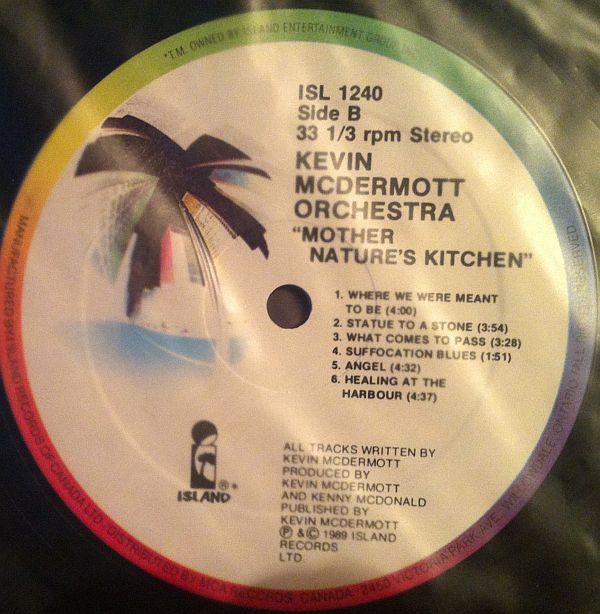 *T.M. OWNED BY ISLAND ENTERTAINMENT GROUP INC.
ISL 1240
Side B
33 1/3 rpm Stereo
KEVIN
MCDERMOTT
ORCHESTRA
"MOTHER
NATURE'S KITCHEN"
1. WHERE WE WERE MEANT
TO BE (4:00)
2. STATUE TO A STONE (3:54)
3. WHAT COMES TO PASS (3:28)
4. SUFFOCATION BLUES (1:51)
5. ANGEL (4:32)
6. HEALING AT THE
HARBOUR (4:37)
ISLAND ®*
ALL TRACKS WRITTEN BY
KEVIN MCDERMOTT
PRODUCED BY
KEVIN MCDERMOTT
AND KENNY MCDONALD
PUBLISHED BY
KEVIN MCDERMOTT
℗ & © 1989 ISLAND
RECORDS
LTD.
MANUFACTURED BY ISLAND RECORDS OF CANADA LTD. DISTRIBUTED BY MCA RECORDS, CANADA, 2450 VICTORIA PARK AVE. WILLOWDALE, ONTARIO / ALL RESERVED